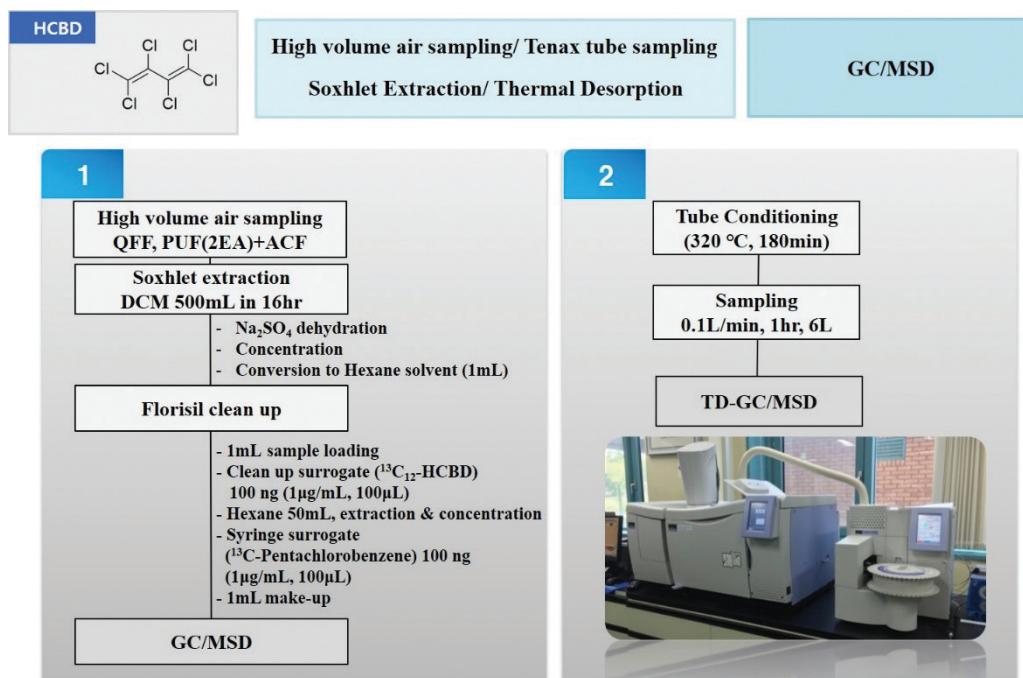 HCBD
Cl
Cl
Cl
Cl
Cl
Cl
High volume air sampling/ Tenax tube sampling
Soxhlet Extraction/ Thermal Desorption
GC/MSD
1
High volume air sampling
QFF, PUF(2EA)+ACF
Soxhlet extraction
DCM 500mL in 16hr
- Na₂SO₄ dehydration
- Concentration
- Conversion to Hexane solvent (1mL)
Florisil clean up
- 1mL sample loading
- Clean up surrogate (¹³C₁₂-HCBD)
100 ng (1μg/mL, 100μL)
- Hexane 50mL, extraction & concentration
- Syringe surrogate
(¹³C-Pentachlorobenzene) 100 ng
(1μg/mL, 100μL)
- 1mL make-up
GC/MSD
2
Tube Conditioning
(320 ℃, 180min)
Sampling
0.1L/min, 1hr, 6L
TD-GC/MSD